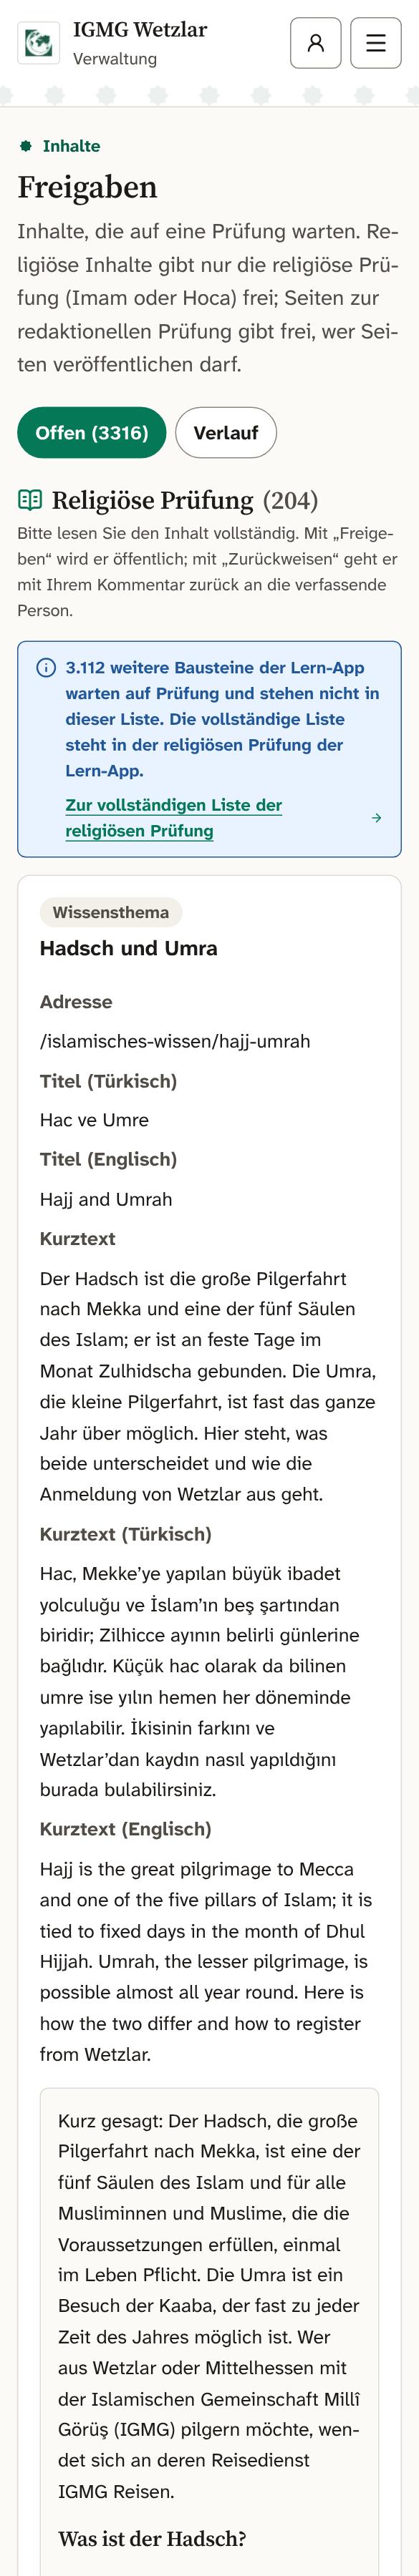 IGMG Wetzlar
Verwaltung
Inhalte
Freigaben
Inhalte, die auf eine Prüfung warten. Re-
ligiöse Inhalte gibt nur die religiöse Prü-
fung (Imam oder Hoca) frei; Seiten zur
redaktionellen Prüfung gibt frei, wer Sei-
ten veröffentlichen darf.
Offen (3316) Verlauf
Religiöse Prüfung (204)
Bitte lesen Sie den Inhalt vollständig. Mit „Freige-
ben“ wird er öffentlich; mit „Zurückweisen“ geht er
mit Ihrem Kommentar zurück an die verfassende
Person.
3.112 weitere Bausteine der Lern-App
warten auf Prüfung und stehen nicht in
dieser Liste. Die vollständige Liste
steht in der religiösen Prüfung der
Lern-App.
Zur vollständigen Liste der
religiösen Prüfung
Wissensthema
Hadsch und Umra
Adresse
/islamisches-wissen/hajj-umrah
Titel (Türkisch)
Hac ve Umre
Titel (Englisch)
Hajj and Umrah
Kurztext
Der Hadsch ist die große Pilgerfahrt
nach Mekka und eine der fünf Säulen
des Islam; er ist an feste Tage im
Monat Zulhidscha gebunden. Die Umra,
die kleine Pilgerfahrt, ist fast das ganze
Jahr über möglich. Hier steht, was
beide unterscheidet und wie die
Anmeldung von Wetzlar aus geht.
Kurztext (Türkisch)
Hac, Mekke’ye yapılan büyük ibadet
yolculuğu ve İslam’ın beş şartından
biridir; Zilhicce ayının belirli günlerine
bağlıdır. Küçük hac olarak da bilinen
umre ise yılın hemen her döneminde
yapılabilir. İkisinin farkını ve
Wetzlar’dan kaydın nasıl yapıldığını
burada bulabilirsiniz.
Kurztext (Englisch)
Hajj is the great pilgrimage to Mecca
and one of the five pillars of Islam; it is
tied to fixed days in the month of Dhul
Hijjah. Umrah, the lesser pilgrimage, is
possible almost all year round. Here is
how the two differ and how to register
from Wetzlar.
Kurz gesagt: Der Hadsch, die große
Pilgerfahrt nach Mekka, ist eine der
fünf Säulen des Islam und für alle
Musliminnen und Muslime, die die
Voraussetzungen erfüllen, einmal
im Leben Pflicht. Die Umra ist ein
Besuch der Kaaba, der fast zu jeder
Zeit des Jahres möglich ist. Wer
aus Wetzlar oder Mittelhessen mit
der Islamischen Gemeinschaft Millî
Görüş (IGMG) pilgern möchte, wen-
det sich an deren Reisedienst
IGMG Reisen.
Was ist der Hadsch?